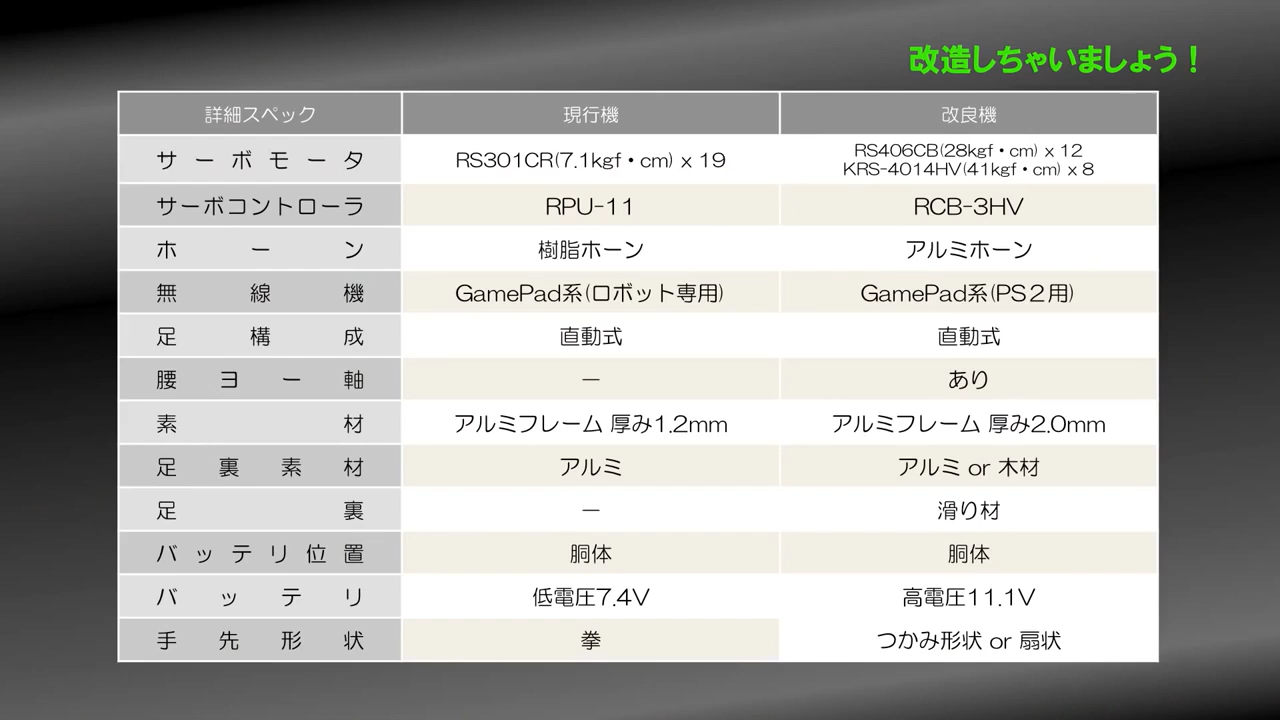 改造しちゃいましょう！
詳細スペック 現行機 改良機
サーボモータ RS301CR(7.1kgf・cm) x 19 RS406CB(28kgf・cm) x 12
KRS-4014HV(41kgf・cm) x 8
サーボコントローラ RPU-11 RCB-3HV
ホーン 樹脂ホーン アルミホーン
無線機 GamePad系(ロボット専用) GamePad系(PS２用)
足構成 直動式 直動式
腰ヨー軸 ー あり
素材 アルミフレーム 厚み1.2mm アルミフレーム 厚み2.0mm
足裏素材 アルミ アルミ or 木材
足裏 ー 滑り材
バッテリ位置 胴体 胴体
バッテリ 低電圧7.4V 高電圧11.1V
手先形状 拳 つかみ形状 or 扇状